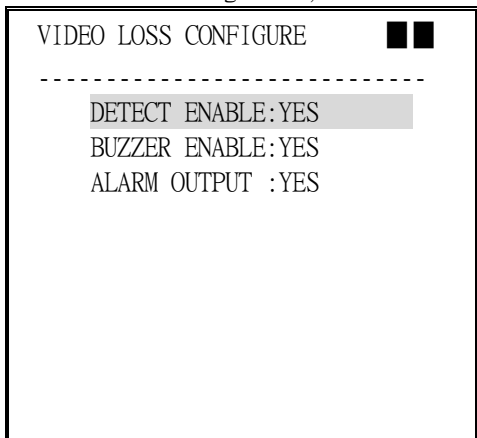 VIDEO LOSS CONFIGURE
-----------------------------
DETECT ENABLE:YES
BUZZER ENABLE:YES
ALARM OUTPUT :YES